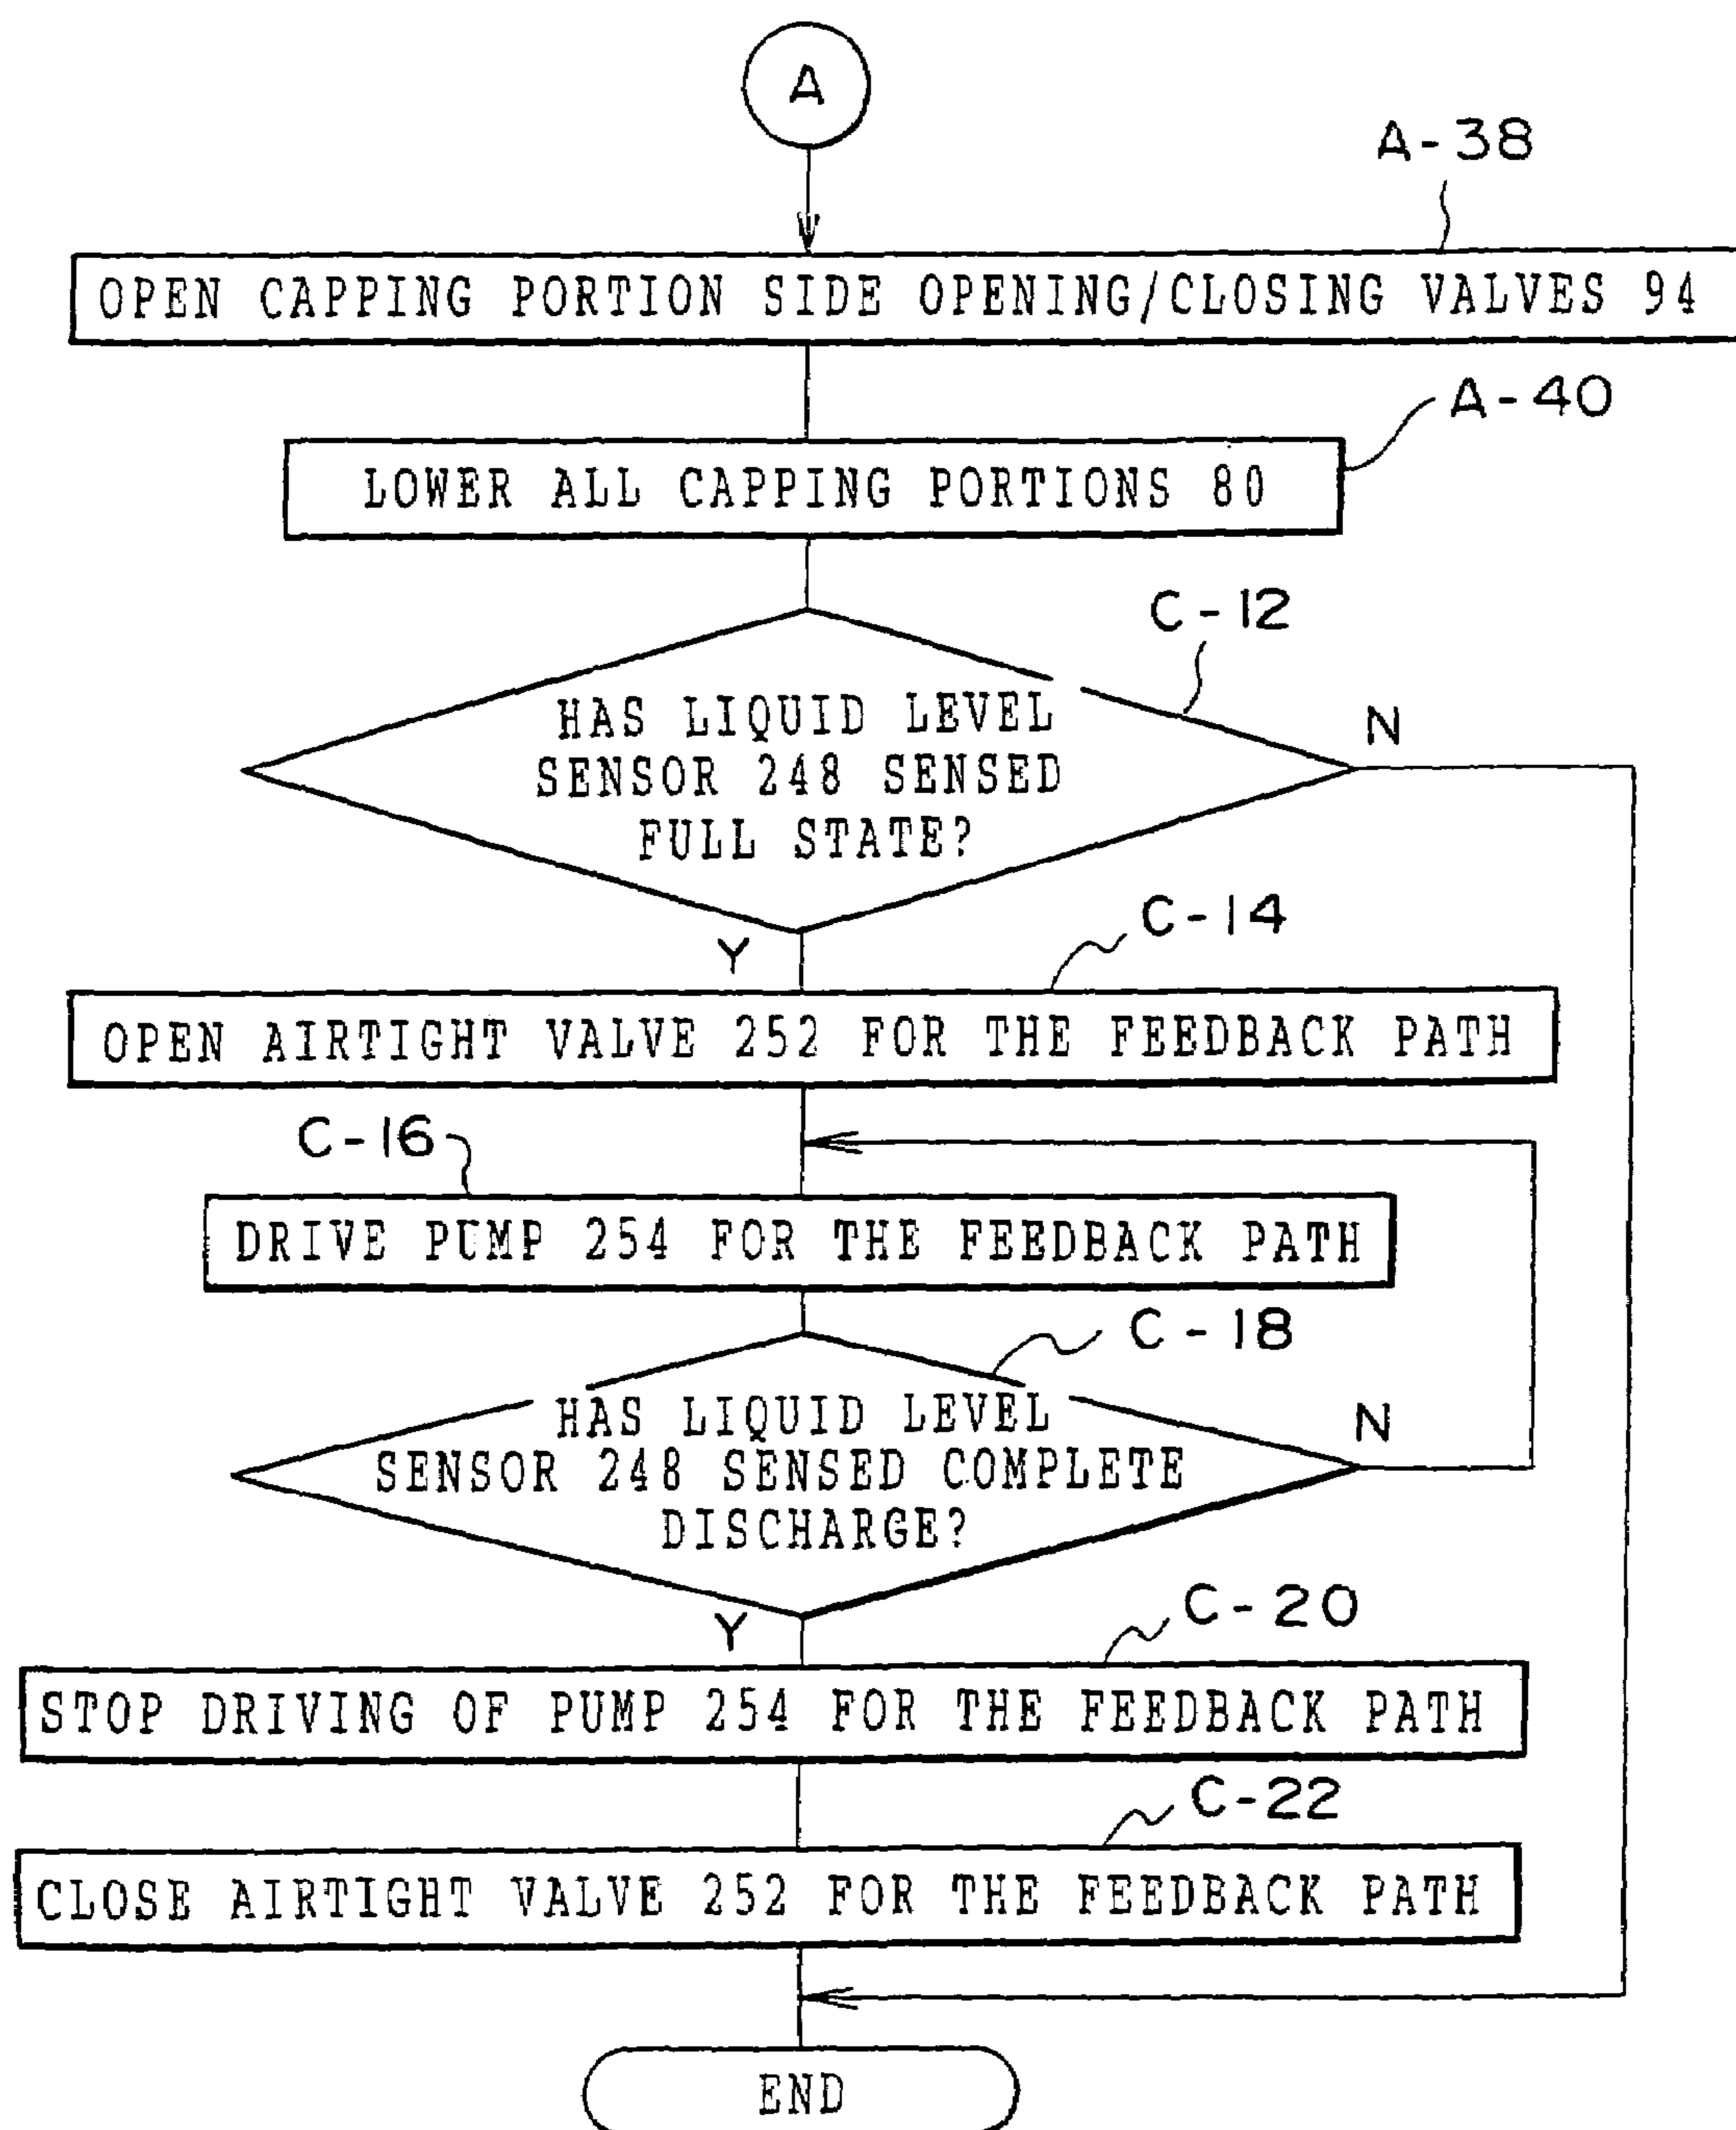 A
A-38
OPEN CAPPING PORTION SIDE OPENING/CLOSING VALVES 94
A-40
LOWER ALL CAPPING PORTIONS 80
C-12
HAS LIQUID LEVEL
SENSOR 248 SENSED
FULL STATE?
N
Y
C-14
OPEN AIRTIGHT VALVE 252 FOR THE FEEDBACK PATH
C-16
DRIVE PUMP 254 FOR THE FEEDBACK PATH
C-18
HAS LIQUID LEVEL
SENSOR 248 SENSED COMPLETE
DISCHARGE?
N
Y
C-20
STOP DRIVING OF PUMP 254 FOR THE FEEDBACK PATH
C-22
CLOSE AIRTIGHT VALVE 252 FOR THE FEEDBACK PATH
END